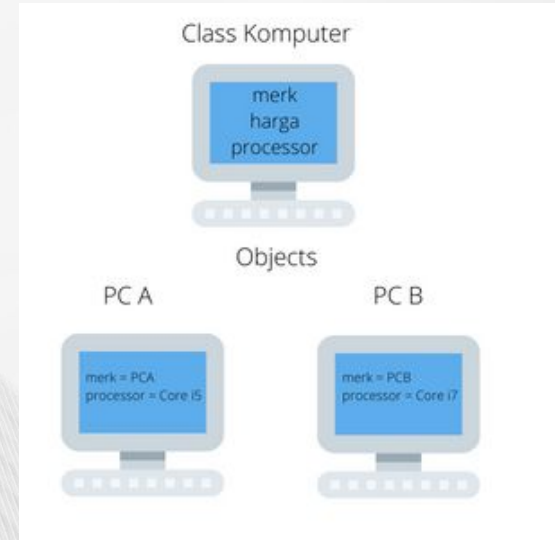 Class Komputer
merk
harga
processor
Objects
PC A
PC B
merk = PCA
processor = Core i5
merk = PCB
processor = Core i7